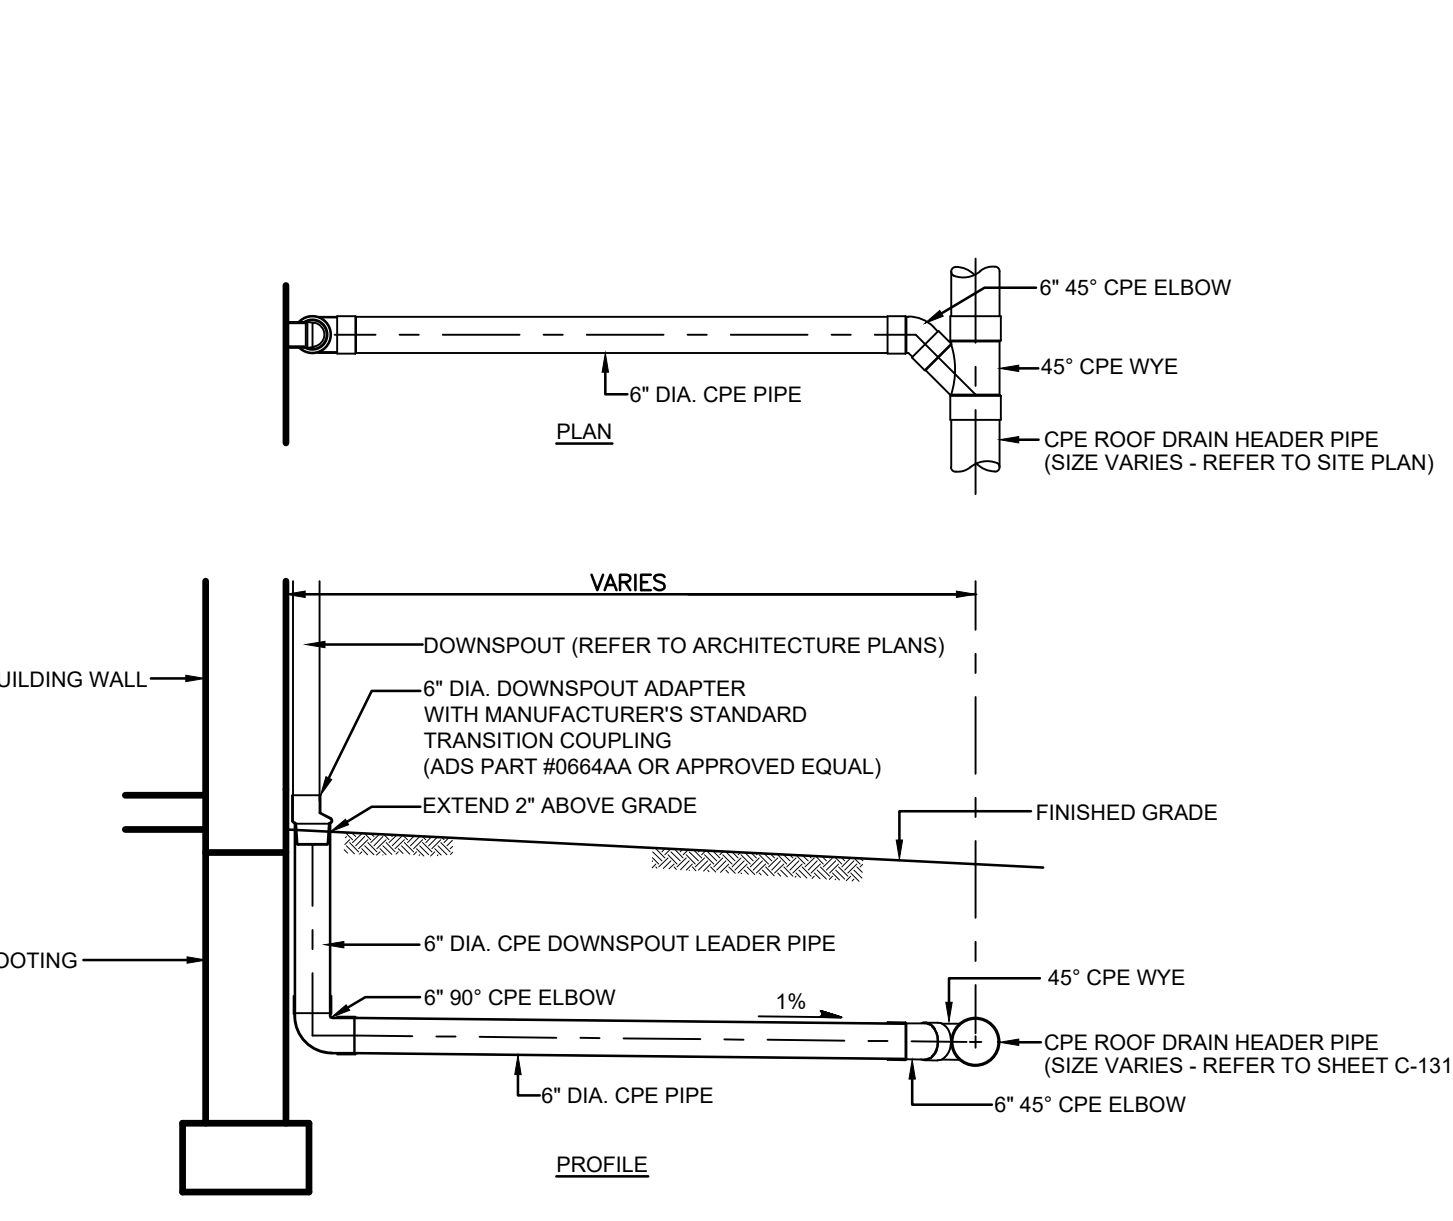 6" 45° CPE ELBOW
45° CPE WYE
6" DIA. CPE PIPE
PLAN
CPE ROOF DRAIN HEADER PIPE
(SIZE VARIES - REFER TO SITE PLAN)
VARIES
DOWNSPOUT (REFER TO ARCHITECTURE PLANS)
UILDING WALL
6" DIA. DOWNSPOUT ADAPTER
WITH MANUFACTURER'S STANDARD
TRANSITION COUPLING
(ADS PART #0664AA OR APPROVED EQUAL)
EXTEND 2" ABOVE GRADE
FINISHED GRADE
6" DIA. CPE DOWNSPOUT LEADER PIPE
OOTING
45° CPE WYE
6" 90° CPE ELBOW
1%
CPE ROOF DRAIN HEADER PIPE
(SIZE VARIES - REFER TO SHEET C-131
6" DIA. CPE PIPE
6" 45° CPE ELBOW
PROFILE